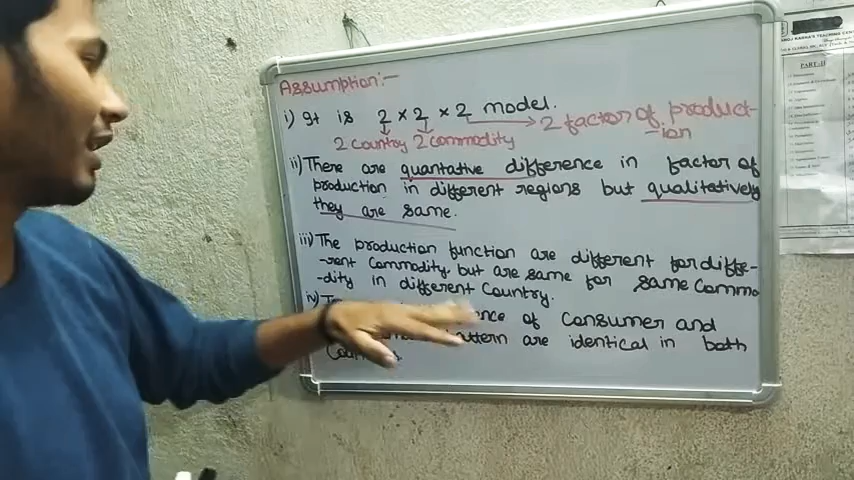 Assumption:-
i) It is 2 × 2 × 2 model.
→ 2 factor of product-
-ion
2 country 2 commodity
ii) There are quantative difference in factor of
production in different regions but qualitatively
they are same.
iii) The production function are different for diffe-
-rent Commodity but are same for same Commo
-dity in different Country.
iv) of Consumer and
are identical in both
PART-II